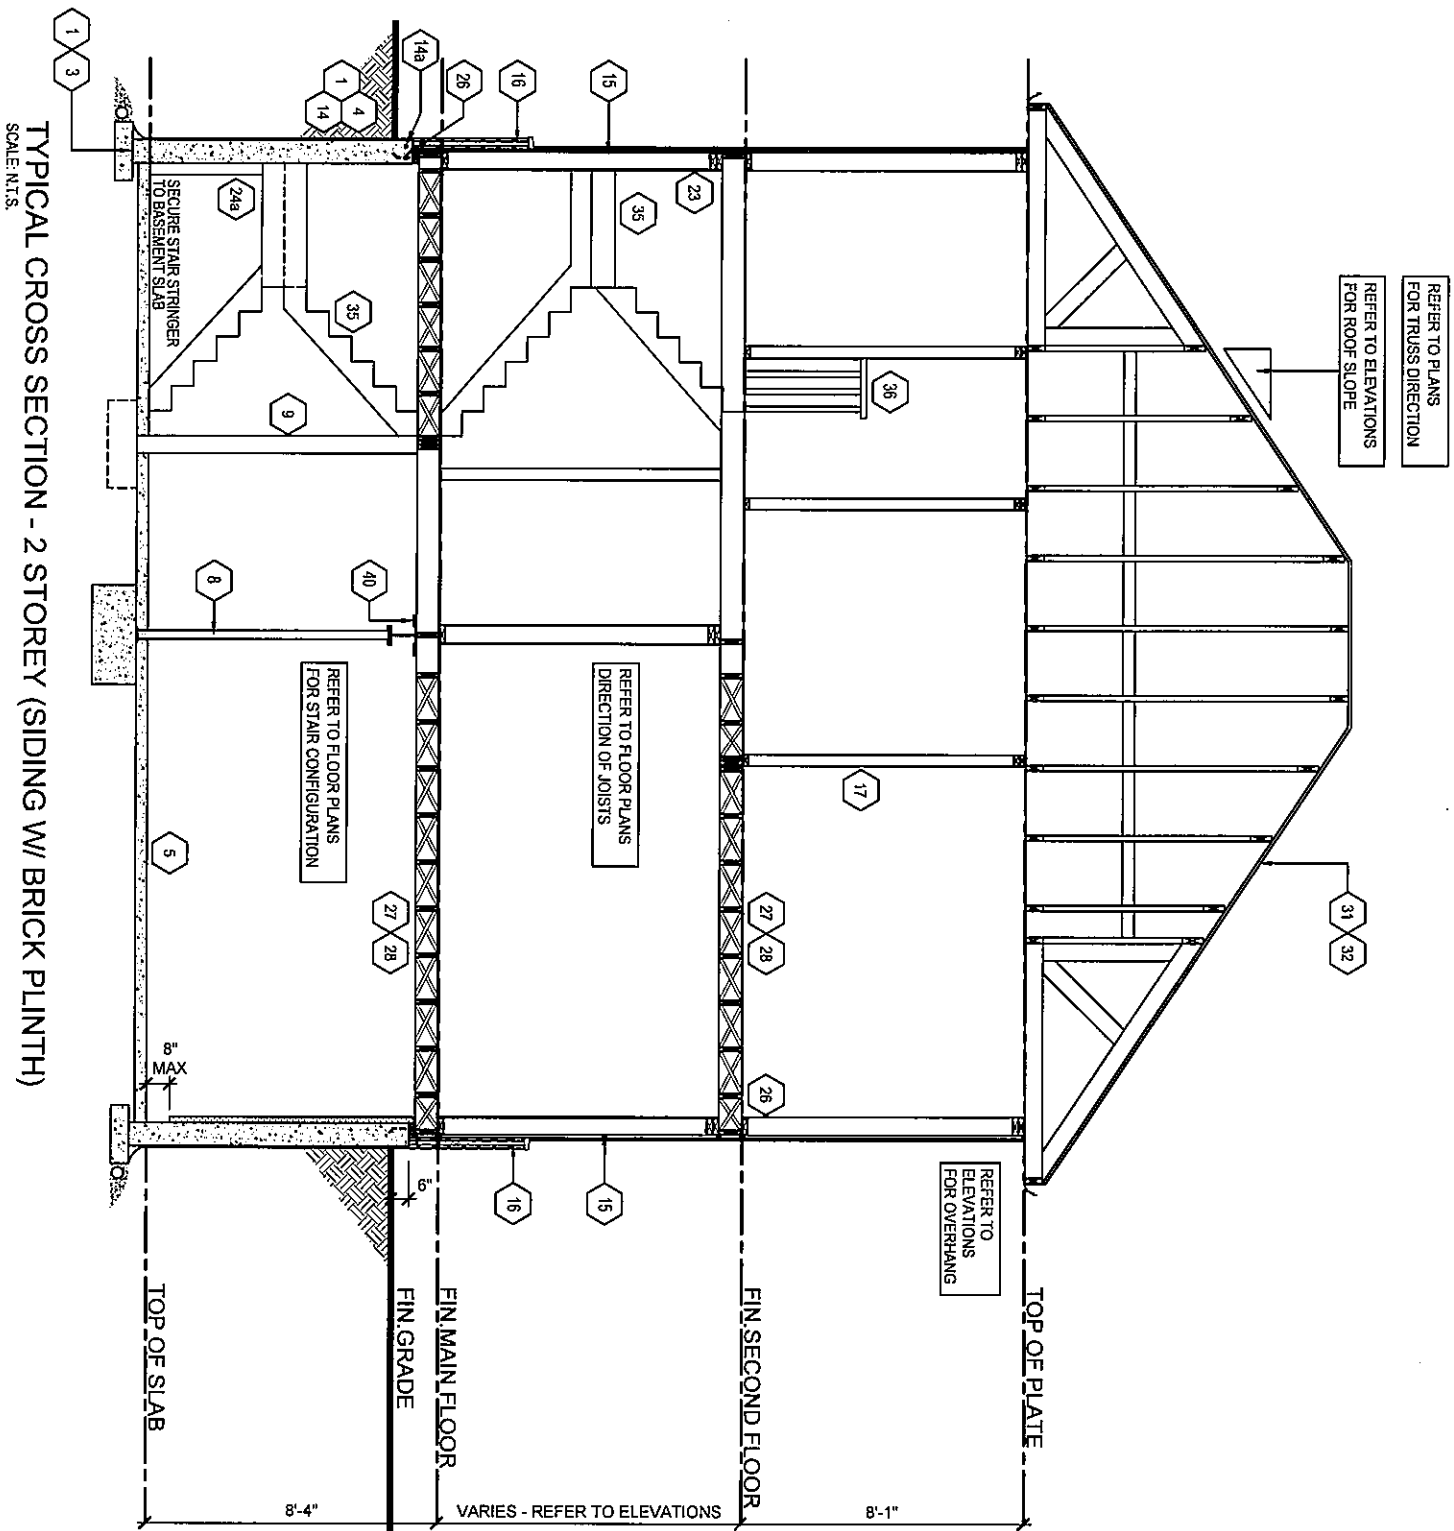 REFER TO PLANS
FOR TRUSS DIRECTION
REFER TO ELEVATIONS
FOR ROOF SLOPE
31
32
REFER TO
ELEVATIONS
FOR OVERHANG
TOP OF PLATE
8'-1"
36
17
26
27
28
FIN.SECOND FLOOR
15
23
35
REFER TO FLOOR PLANS
DIRECTION OF JOISTS
15
VARIES - REFER TO ELEVATIONS
16
26
14a
16
FIN.MAIN FLOOR
27
28
40
6"
FIN.GRADE
1
4
14
35
9
REFER TO FLOOR PLANS
FOR STAIR CONFIGURATION
8'-4"
24a
8
SECURE STAIR STRINGER
TO BASEMENT SLAB
5
8"
MAX
TOP OF SLAB
1
3
TYPICAL CROSS SECTION - 2 STOREY (SIDING W/ BRICK PLINTH)
SCALE: N.T.S.